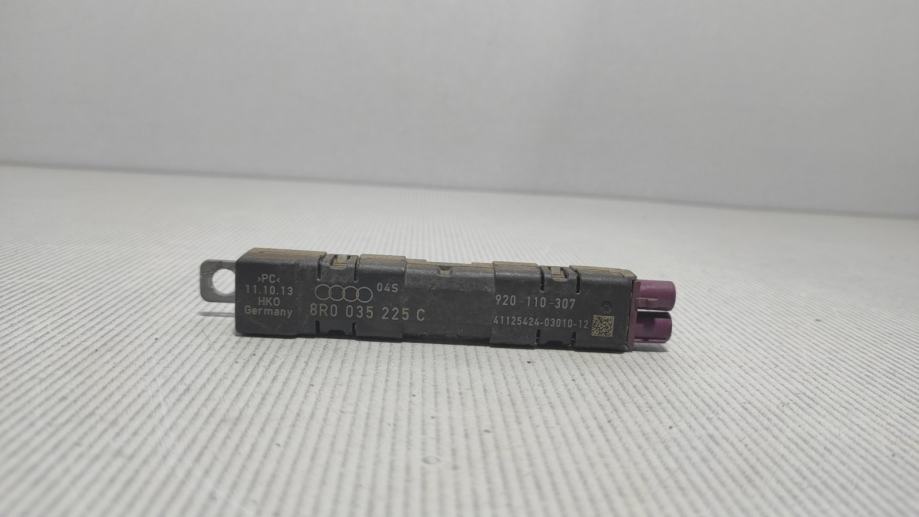 >PC<
11.10.13
HKO
Germany
04S
8R0 035 225 C
920-110-307
41125424-03010-12